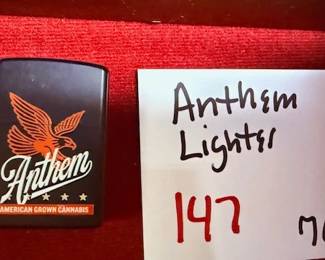 Anthem
AMERICAN GROWN CANNABIS
Anthem
Lighter
147